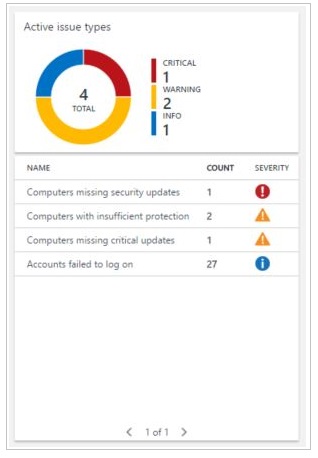 Active issue types
4
TOTAL
CRITICAL
1
WARNING
2
INFO
1
NAME COUNT SEVERITY
Computers missing security updates 1 !
Computers with insufficient protection 2 !
Computers missing critical updates 1 !
Accounts failed to log on 27 i
< 1 of 1 >